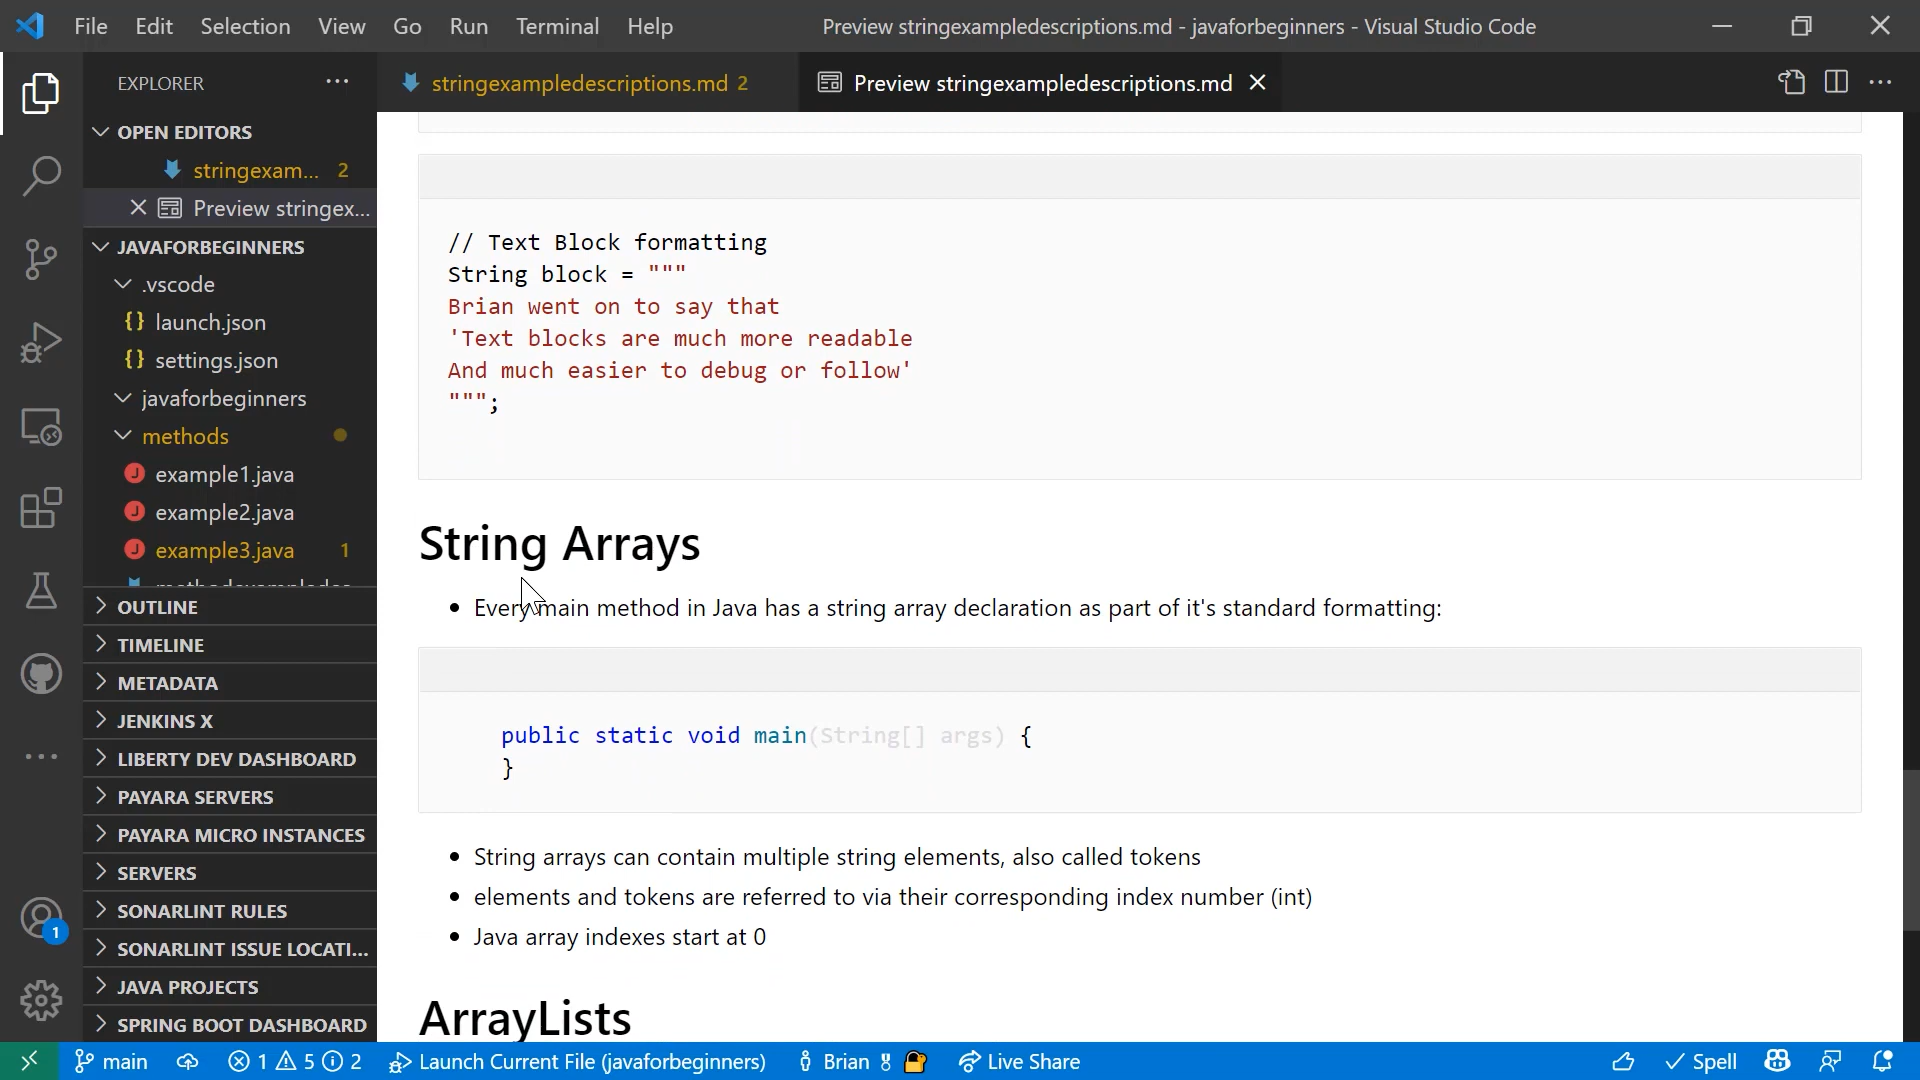 File Edit Selection View Go Run Terminal Help
Preview stringexampledescriptions.md - javaforbeginners - Visual Studio Code
EXPLORER
stringexampledescriptions.md 2
Preview stringexampledescriptions.md
OPEN EDITORS
stringexam... 2
Preview stringex...
JAVAFORBEGINNERS
.vscode
{} launch.json
{} settings.json
javaforbeginners
methods
J example1.java
J example2.java
J example3.java 1
OUTLINE
TIMELINE
METADATA
JENKINS X
LIBERTY DEV DASHBOARD
PAYARA SERVERS
PAYARA MICRO INSTANCES
SERVERS
SONARLINT RULES
SONARLINT ISSUE LOCATI...
JAVA PROJECTS
SPRING BOOT DASHBOARD
1
// Text Block formatting
String block = """
Brian went on to say that
'Text blocks are much more readable
And much easier to debug or follow'
""";
String Arrays
• Every main method in Java has a string array declaration as part of it's standard formatting:
public static void main(String[] args) {
}
• String arrays can contain multiple string elements, also called tokens
• elements and tokens are referred to via their corresponding index number (int)
• Java array indexes start at 0
ArrayLists
main 1 5 2 Launch Current File (javaforbeginners) Brian Live Share Spell